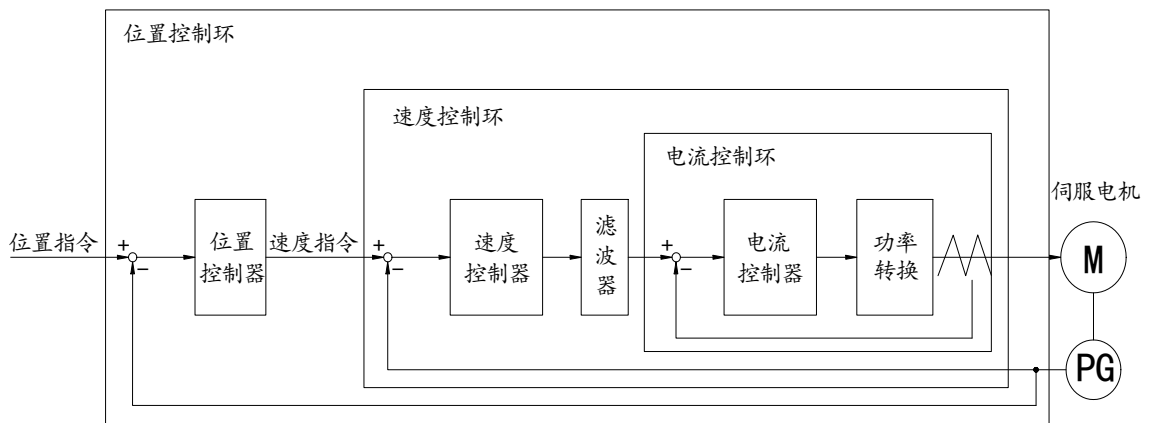 位置控制环
速度控制环
电流控制环
伺服电机
位置指令
+
−
位置
控制器
速度指令
+
−
速度
控制器
滤
波
器
+
−
电流
控制器
功率
转换
M
PG